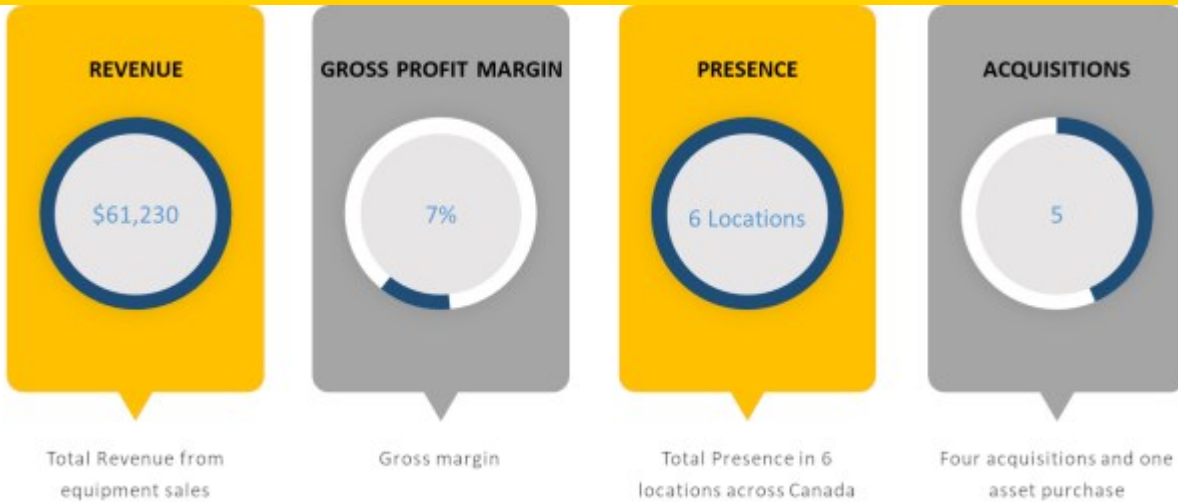 REVENUE
$61,230
Total Revenue from
equipment sales
GROSS PROFIT MARGIN
7%
Gross margin
PRESENCE
6 Locations
Total Presence in 6
locations across Canada
ACQUISITIONS
5
Four acquisitions and one
asset purchase